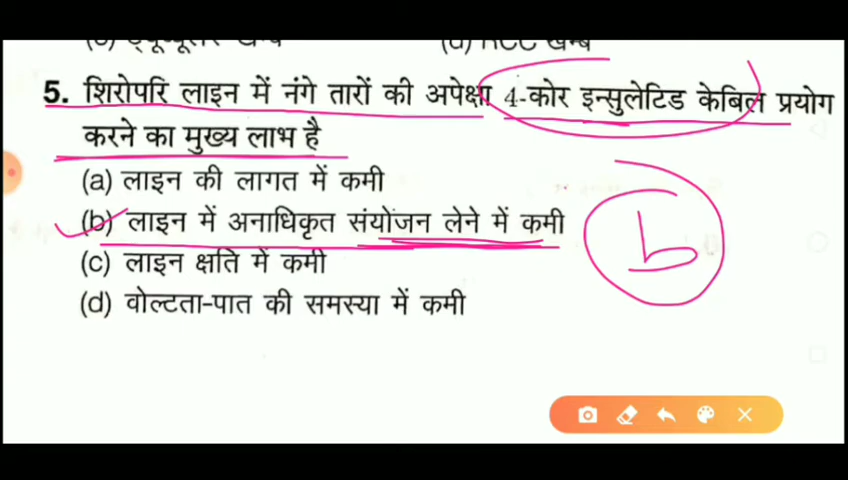 5. शिरोपरि लाइन में नंगे तारों की अपेक्षा 4-कोर इन्सुलेटिड केबिल प्रयोग
करने का मुख्य लाभ है
(a) लाइन की लागत में कमी
(b) लाइन में अनाधिकृत संयोजन लेने में कमी
b
(c) लाइन क्षति में कमी
(d) वोल्टता-पात की समस्या में कमी